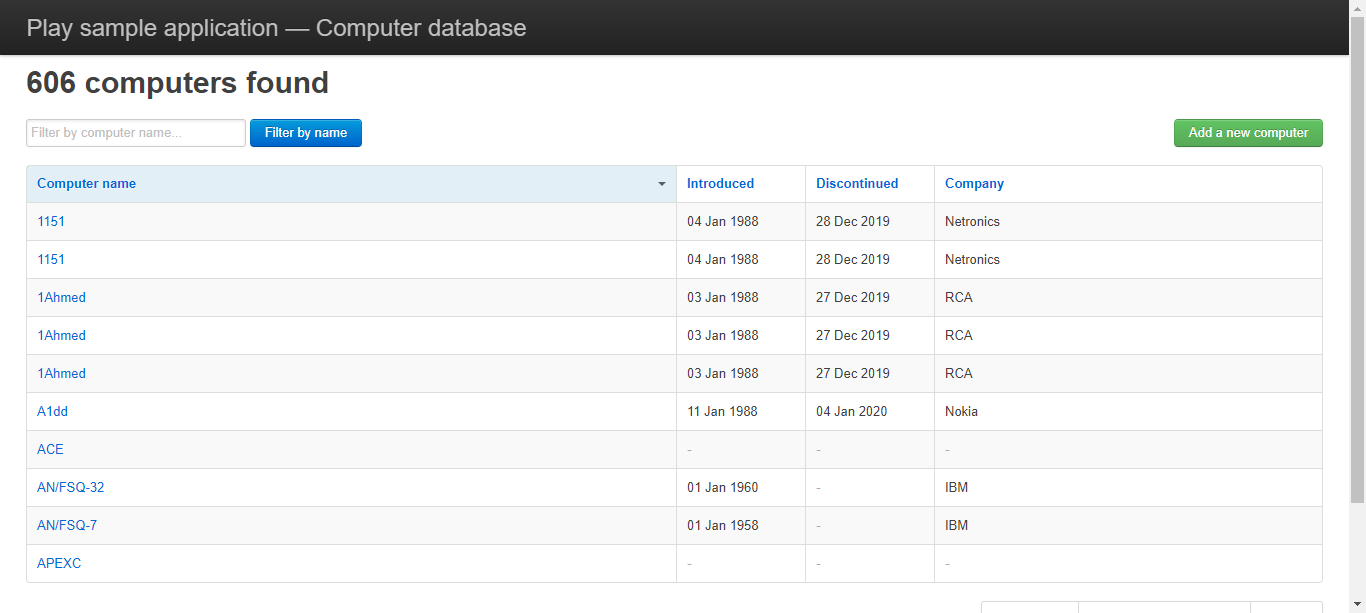 Play sample application — Computer database
606 computers found
Filter by computer name... Filter by name Add a new computer
Computer name Introduced Discontinued Company
1151 04 Jan 1988 28 Dec 2019 Netronics
1151 04 Jan 1988 28 Dec 2019 Netronics
1Ahmed 03 Jan 1988 27 Dec 2019 RCA
1Ahmed 03 Jan 1988 27 Dec 2019 RCA
1Ahmed 03 Jan 1988 27 Dec 2019 RCA
A1dd 11 Jan 1988 04 Jan 2020 Nokia
ACE - - -
AN/FSQ-32 01 Jan 1960 - IBM
AN/FSQ-7 01 Jan 1958 - IBM
APEXC - - -